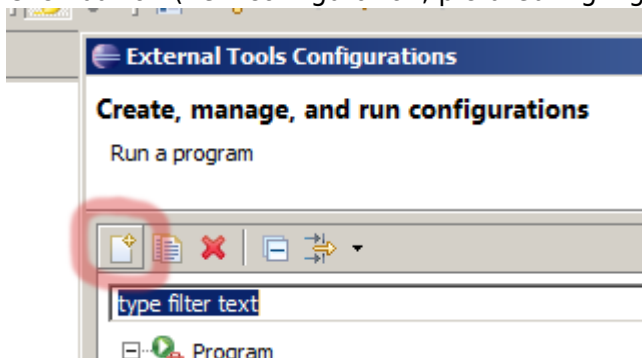 External Tools Configurations
Create, manage, and run configurations
Run a program
type filter text
Program